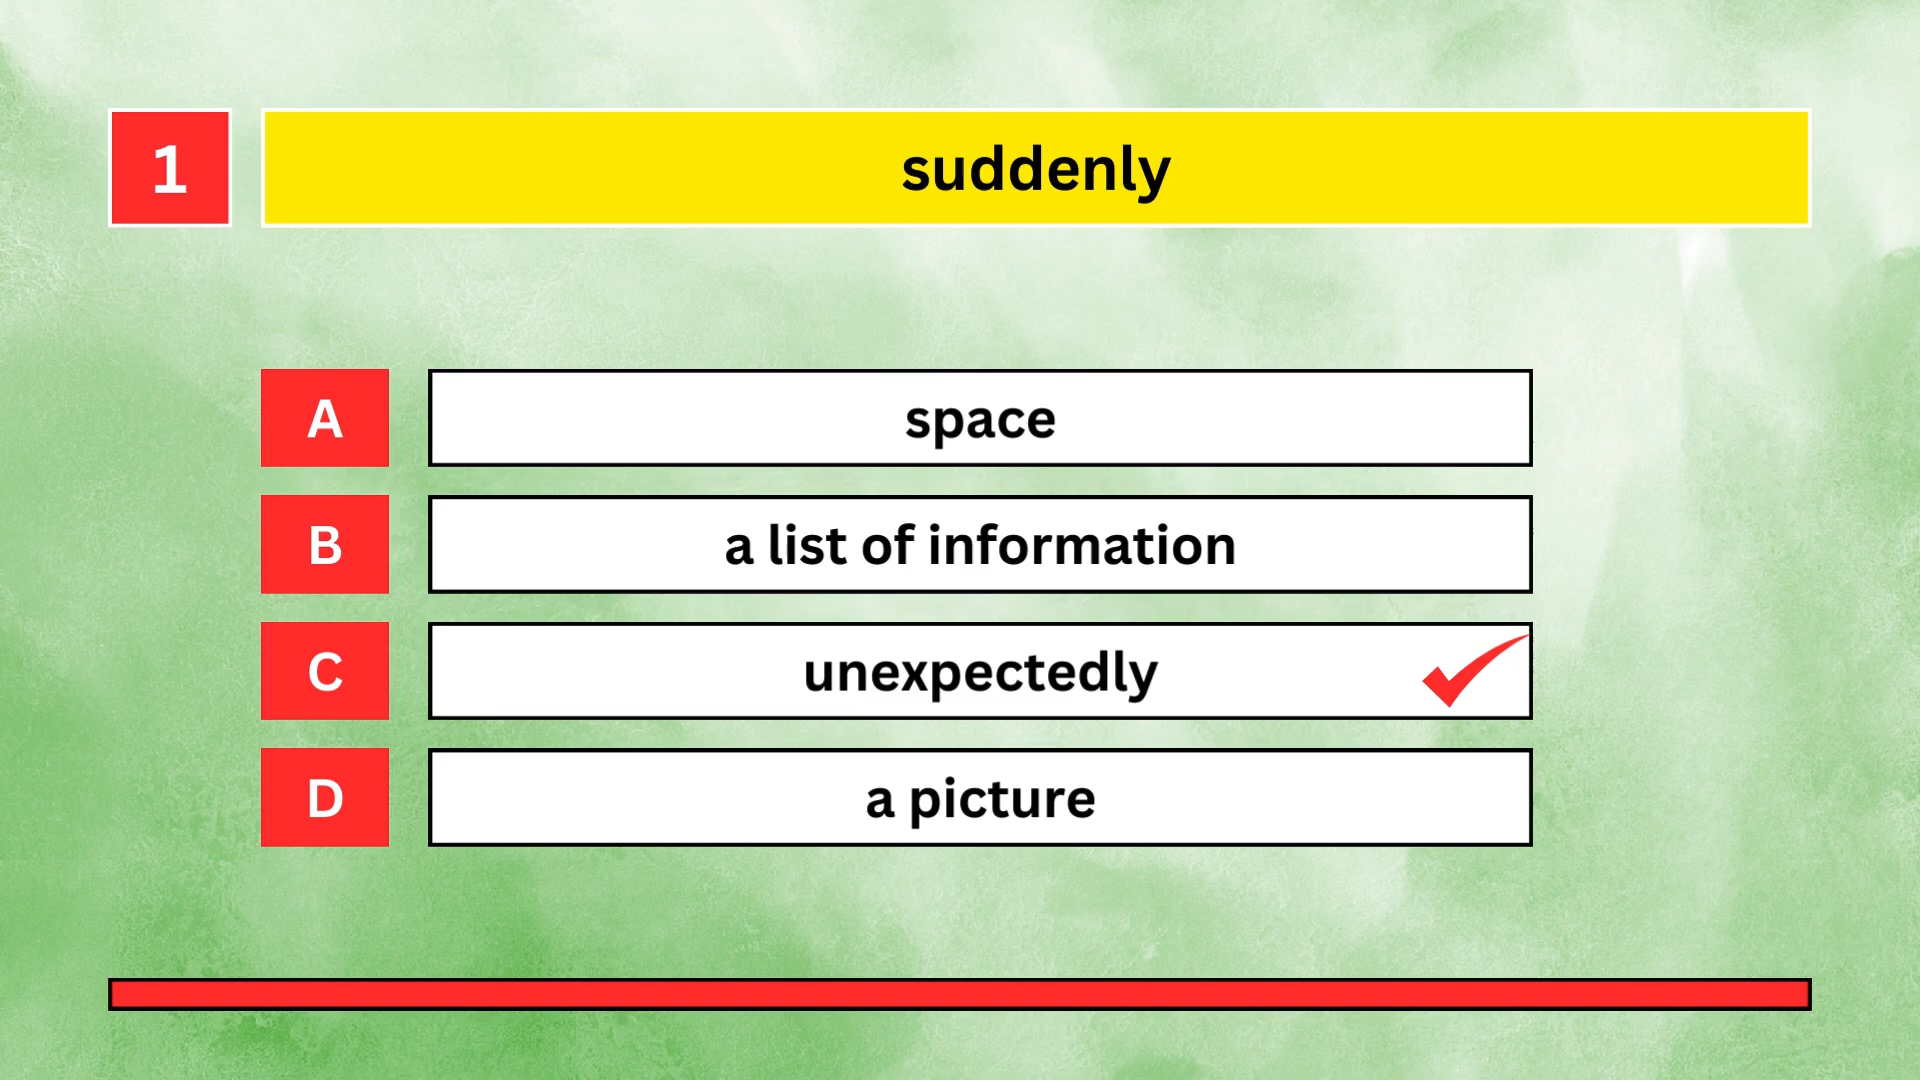 1 suddenly
A space
B a list of information
C unexpectedly
D a picture